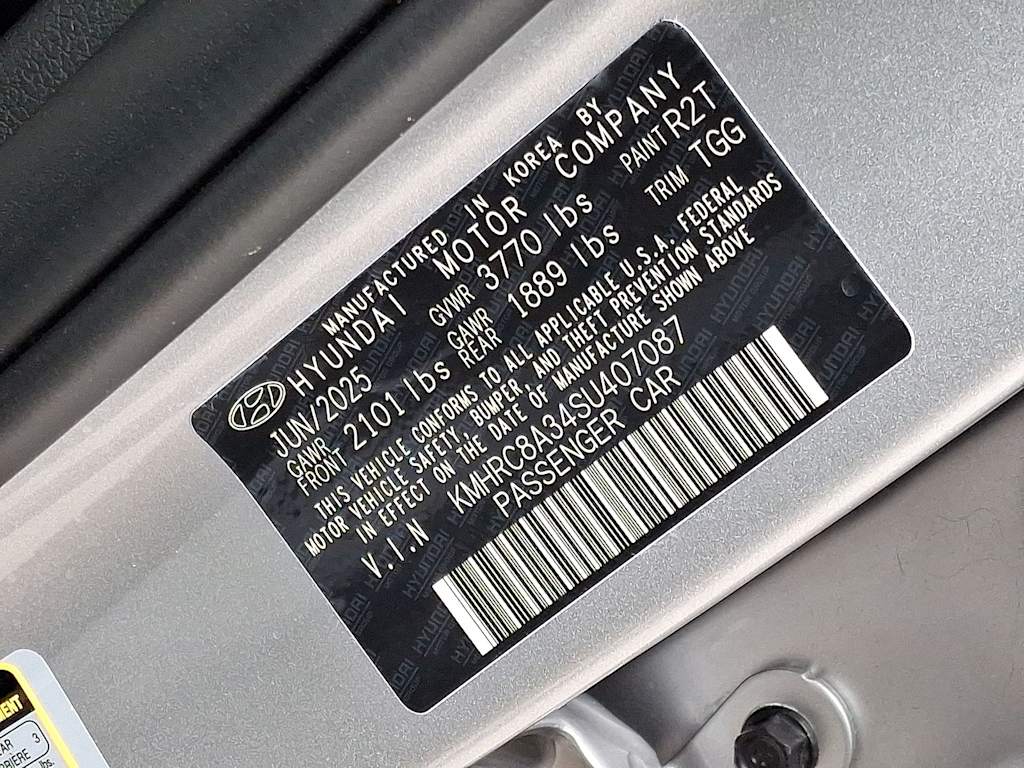 MANUFACTURED IN KOREA BY
HYUNDAI MOTOR COMPANY
JUN/2025 GVWR 3770 lbs PAINT R2T
GAWR FRONT 2101 lbs GAWR REAR 1889 lbs TRIM TGG
THIS VEHICLE CONFORMS TO ALL APPLICABLE U.S.A. FEDERAL
MOTOR VEHICLE SAFETY, BUMPER, AND THEFT PREVENTION STANDARDS
IN EFFECT ON THE DATE OF MANUFACTURE SHOWN ABOVE
V.I.N KMHRC8A34SU407087
PASSENGER CAR
3
lbs.